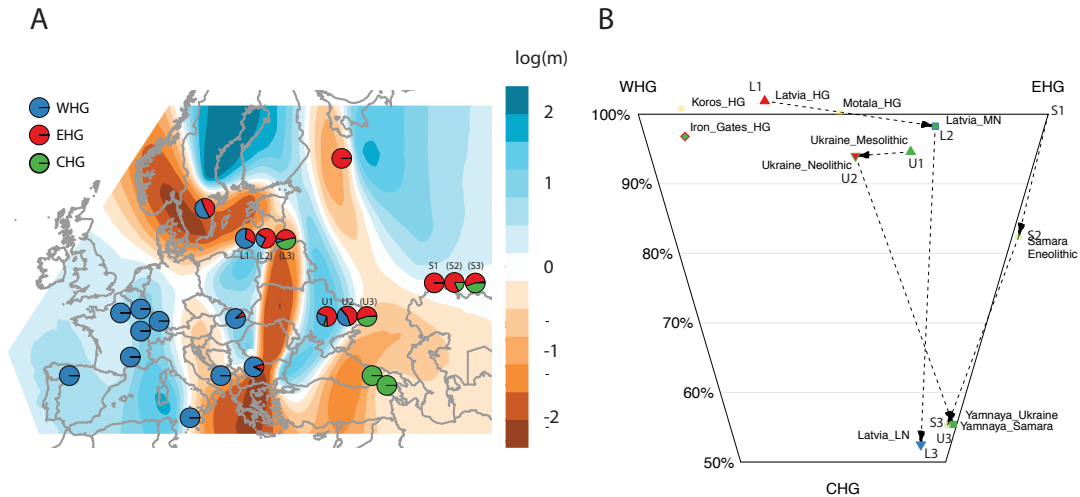 A
log(m)
WHG
EHG
CHG
2
1
0
-
-1
-
-2
-
L1 (L2) (L3)
S1 (S2) (S3)
U1 U2 (U3)
B
WHG
EHG
L1
Latvia_HG
Koros_HG
Motala_HG
S1
100%
Latvia_MN
Iron_Gates_HG
L2
Ukraine_Mesolithic
Ukraine_Neolithic
U1
U2
90%
S2
80%
Samara
Eneolithic
70%
60%
Yamnaya_Ukraine
S3
Yamnaya_Samara
Latvia_LN
U3
L3
50%
CHG